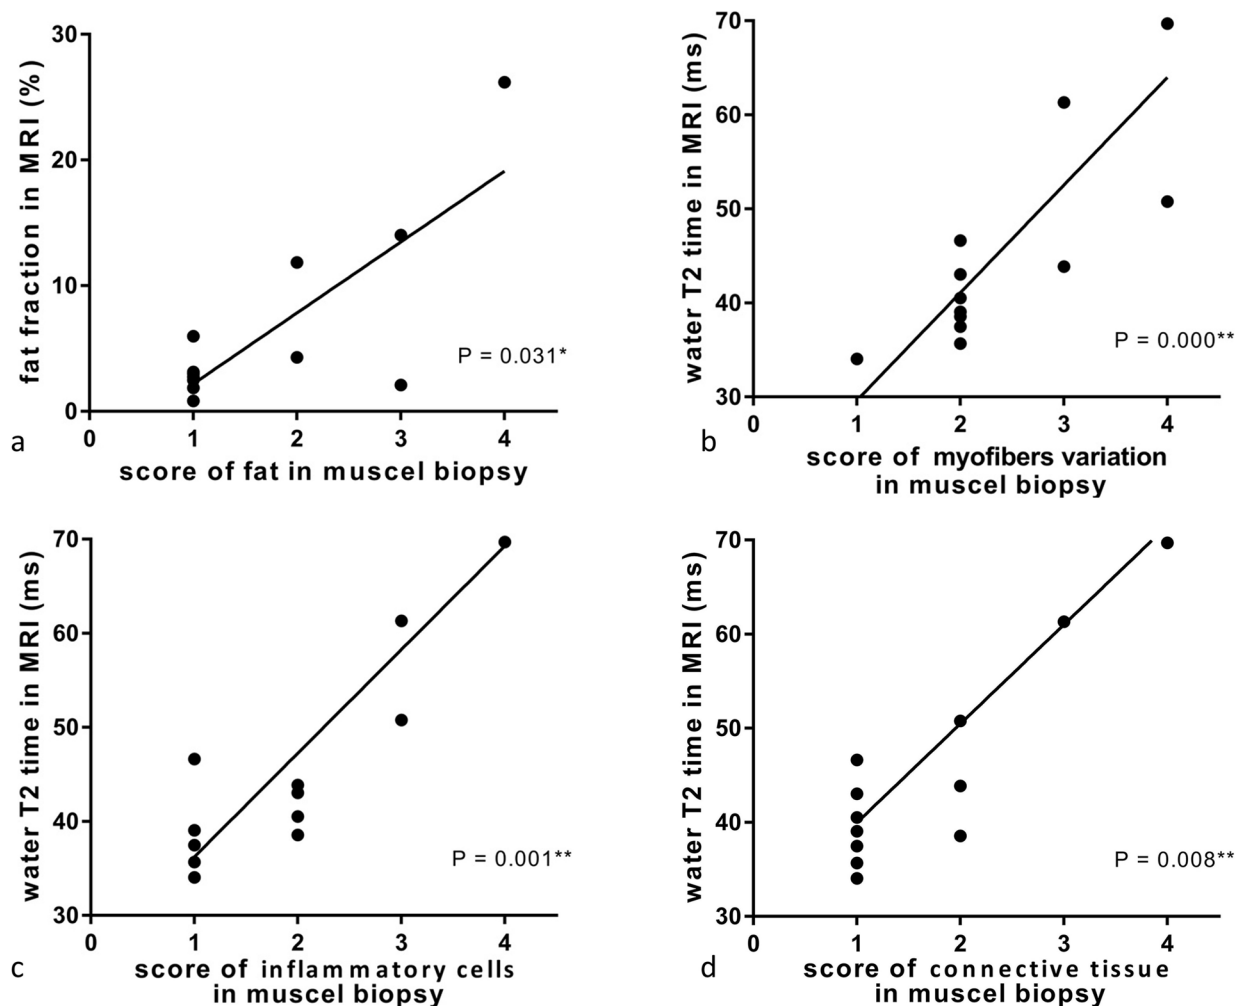 fat fraction in MRI (%)
30
20
10
0
0 1 2 3 4
P = 0.031*
score of fat in muscel biopsy
a
water T2 time in MRI (ms)
70
60
50
40
30
0 1 2 3 4
P = 0.000**
score of myofibers variation
in muscel biopsy
b
water T2 time in MRI (ms)
70
60
50
40
30
0 1 2 3 4
P = 0.001**
score of inflammatory cells
in muscel biopsy
c
water T2 time in MRI (ms)
70
60
50
40
30
0 1 2 3 4
P = 0.008**
score of connective tissue
in muscel biopsy
d